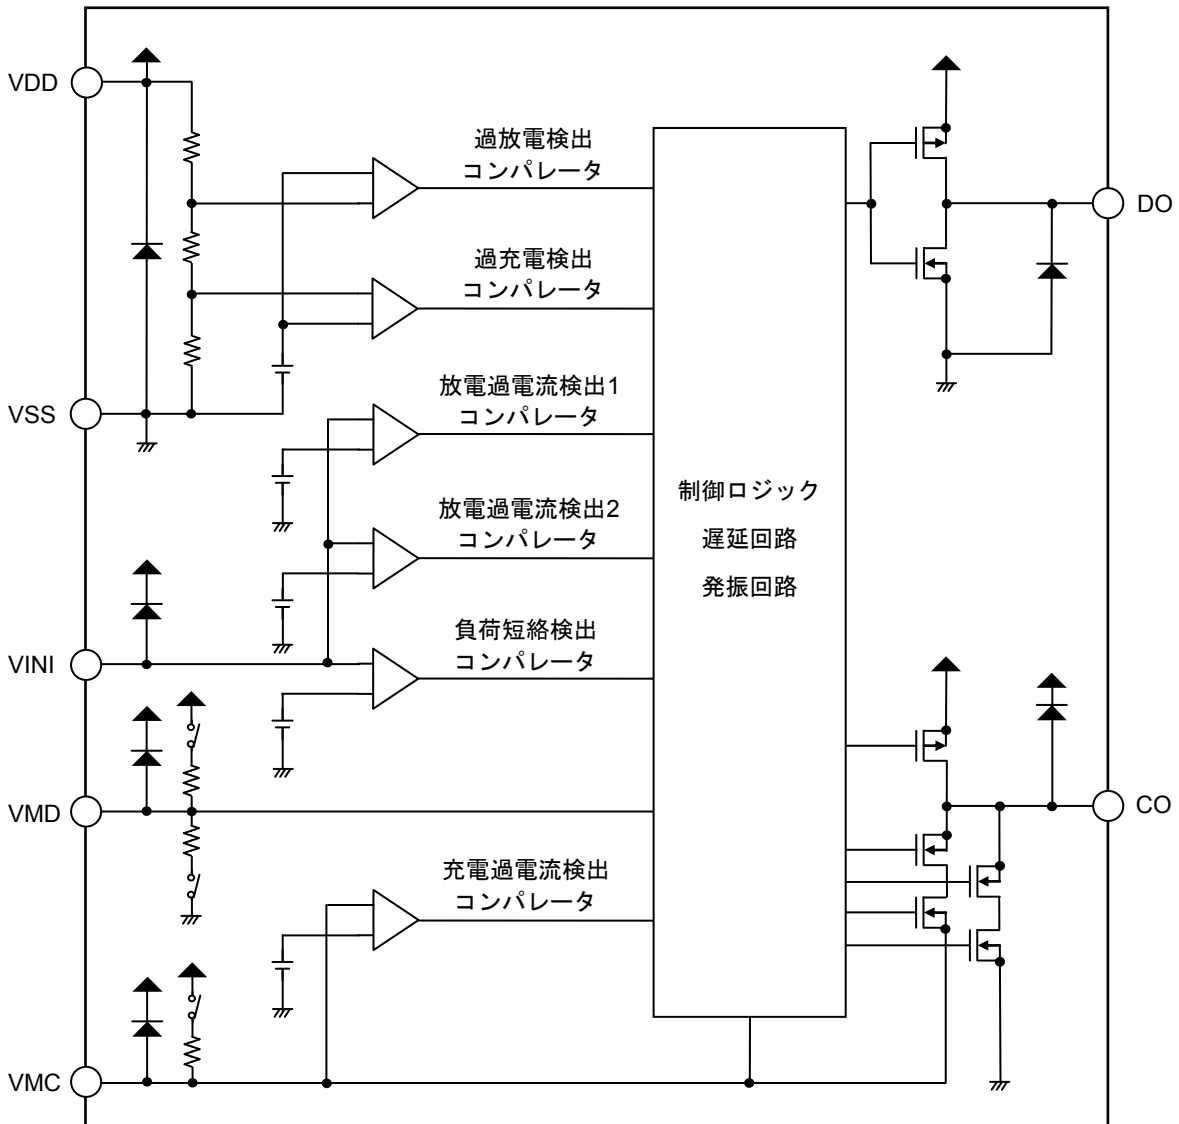 VDD
過放電検出
コンパレータ
DO
過充電検出
コンパレータ
VSS
放電過電流検出1
コンパレータ
放電過電流検出2
コンパレータ
制御ロジック
遅延回路
発振回路
VINI
負荷短絡検出
コンパレータ
VMD
CO
充電過電流検出
コンパレータ
VMC